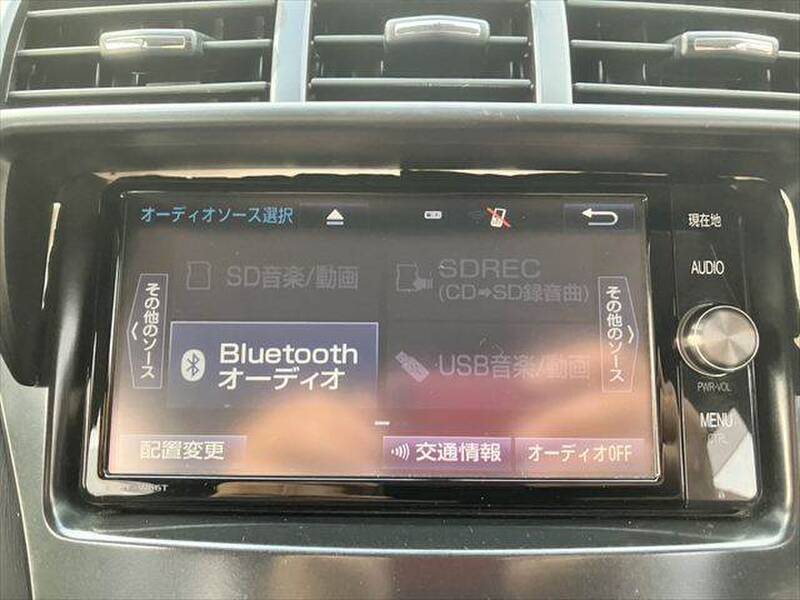 オーディオソース選択
現在地
SD音楽/動画
SDREC
(CD➡SD録音曲)
AUDIO
その他のソース
その他のソース
Bluetooth
オーディオ
USB音楽/動画
PWR•VOL
MENU
配置変更
交通情報
オーディオOFF